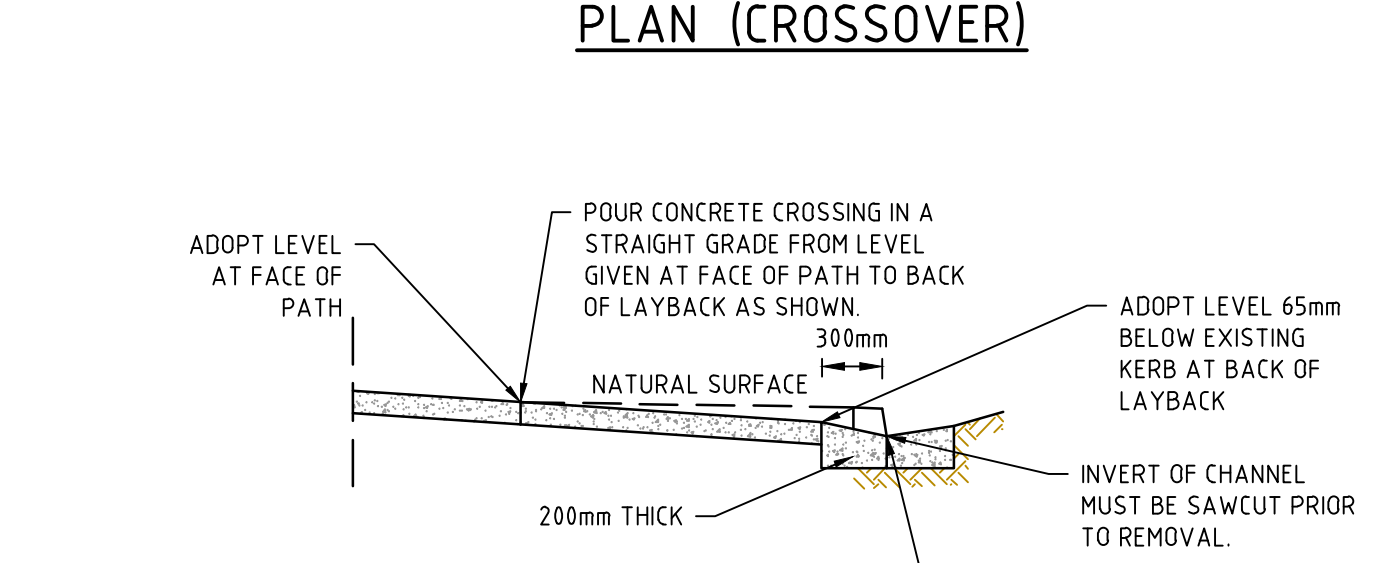 PLAN (CROSSOVER)
POUR CONCRETE CROSSING IN A
STRAIGHT GRADE FROM LEVEL
GIVEN AT FACE OF PATH TO BACK
OF LAYBACK AS SHOWN.
ADOPT LEVEL
AT FACE OF
PATH
300mm
ADOPT LEVEL 65mm
BELOW EXISTING
KERB AT BACK OF
LAYBACK
NATURAL SURFACE
INVERT OF CHANNEL
MUST BE SAWCUT PRIOR
TO REMOVAL.
200mm THICK